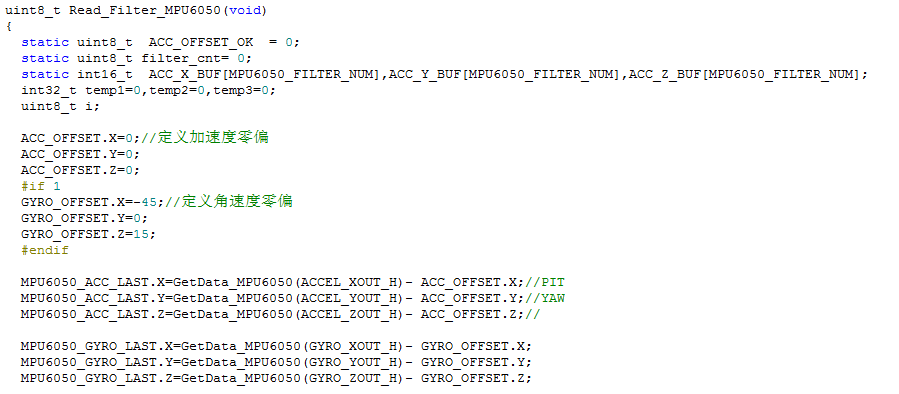 uint8_t Read_Filter_MPU6050(void)
{
  static uint8_t  ACC_OFFSET_OK  = 0;
  static uint8_t filter_cnt= 0;
  static int16_t  ACC_X_BUF[MPU6050_FILTER_NUM],ACC_Y_BUF[MPU6050_FILTER_NUM],ACC_Z_BUF[MPU6050_FILTER_NUM];
  int32_t temp1=0,temp2=0,temp3=0;
  uint8_t i;

  ACC_OFFSET.X=0;//定义加速度零偏
  ACC_OFFSET.Y=0;
  ACC_OFFSET.Z=0;
  #if 1
  GYRO_OFFSET.X=-45;//定义角速度零偏
  GYRO_OFFSET.Y=0;
  GYRO_OFFSET.Z=15;
  #endif

  MPU6050_ACC_LAST.X=GetData_MPU6050(ACCEL_XOUT_H)- ACC_OFFSET.X;//PIT
  MPU6050_ACC_LAST.Y=GetData_MPU6050(ACCEL_YOUT_H)- ACC_OFFSET.Y;//YAW
  MPU6050_ACC_LAST.Z=GetData_MPU6050(ACCEL_ZOUT_H)- ACC_OFFSET.Z;//

  MPU6050_GYRO_LAST.X=GetData_MPU6050(GYRO_XOUT_H)- GYRO_OFFSET.X;
  MPU6050_GYRO_LAST.Y=GetData_MPU6050(GYRO_YOUT_H)- GYRO_OFFSET.Y;
  MPU6050_GYRO_LAST.Z=GetData_MPU6050(GYRO_ZOUT_H)- GYRO_OFFSET.Z;